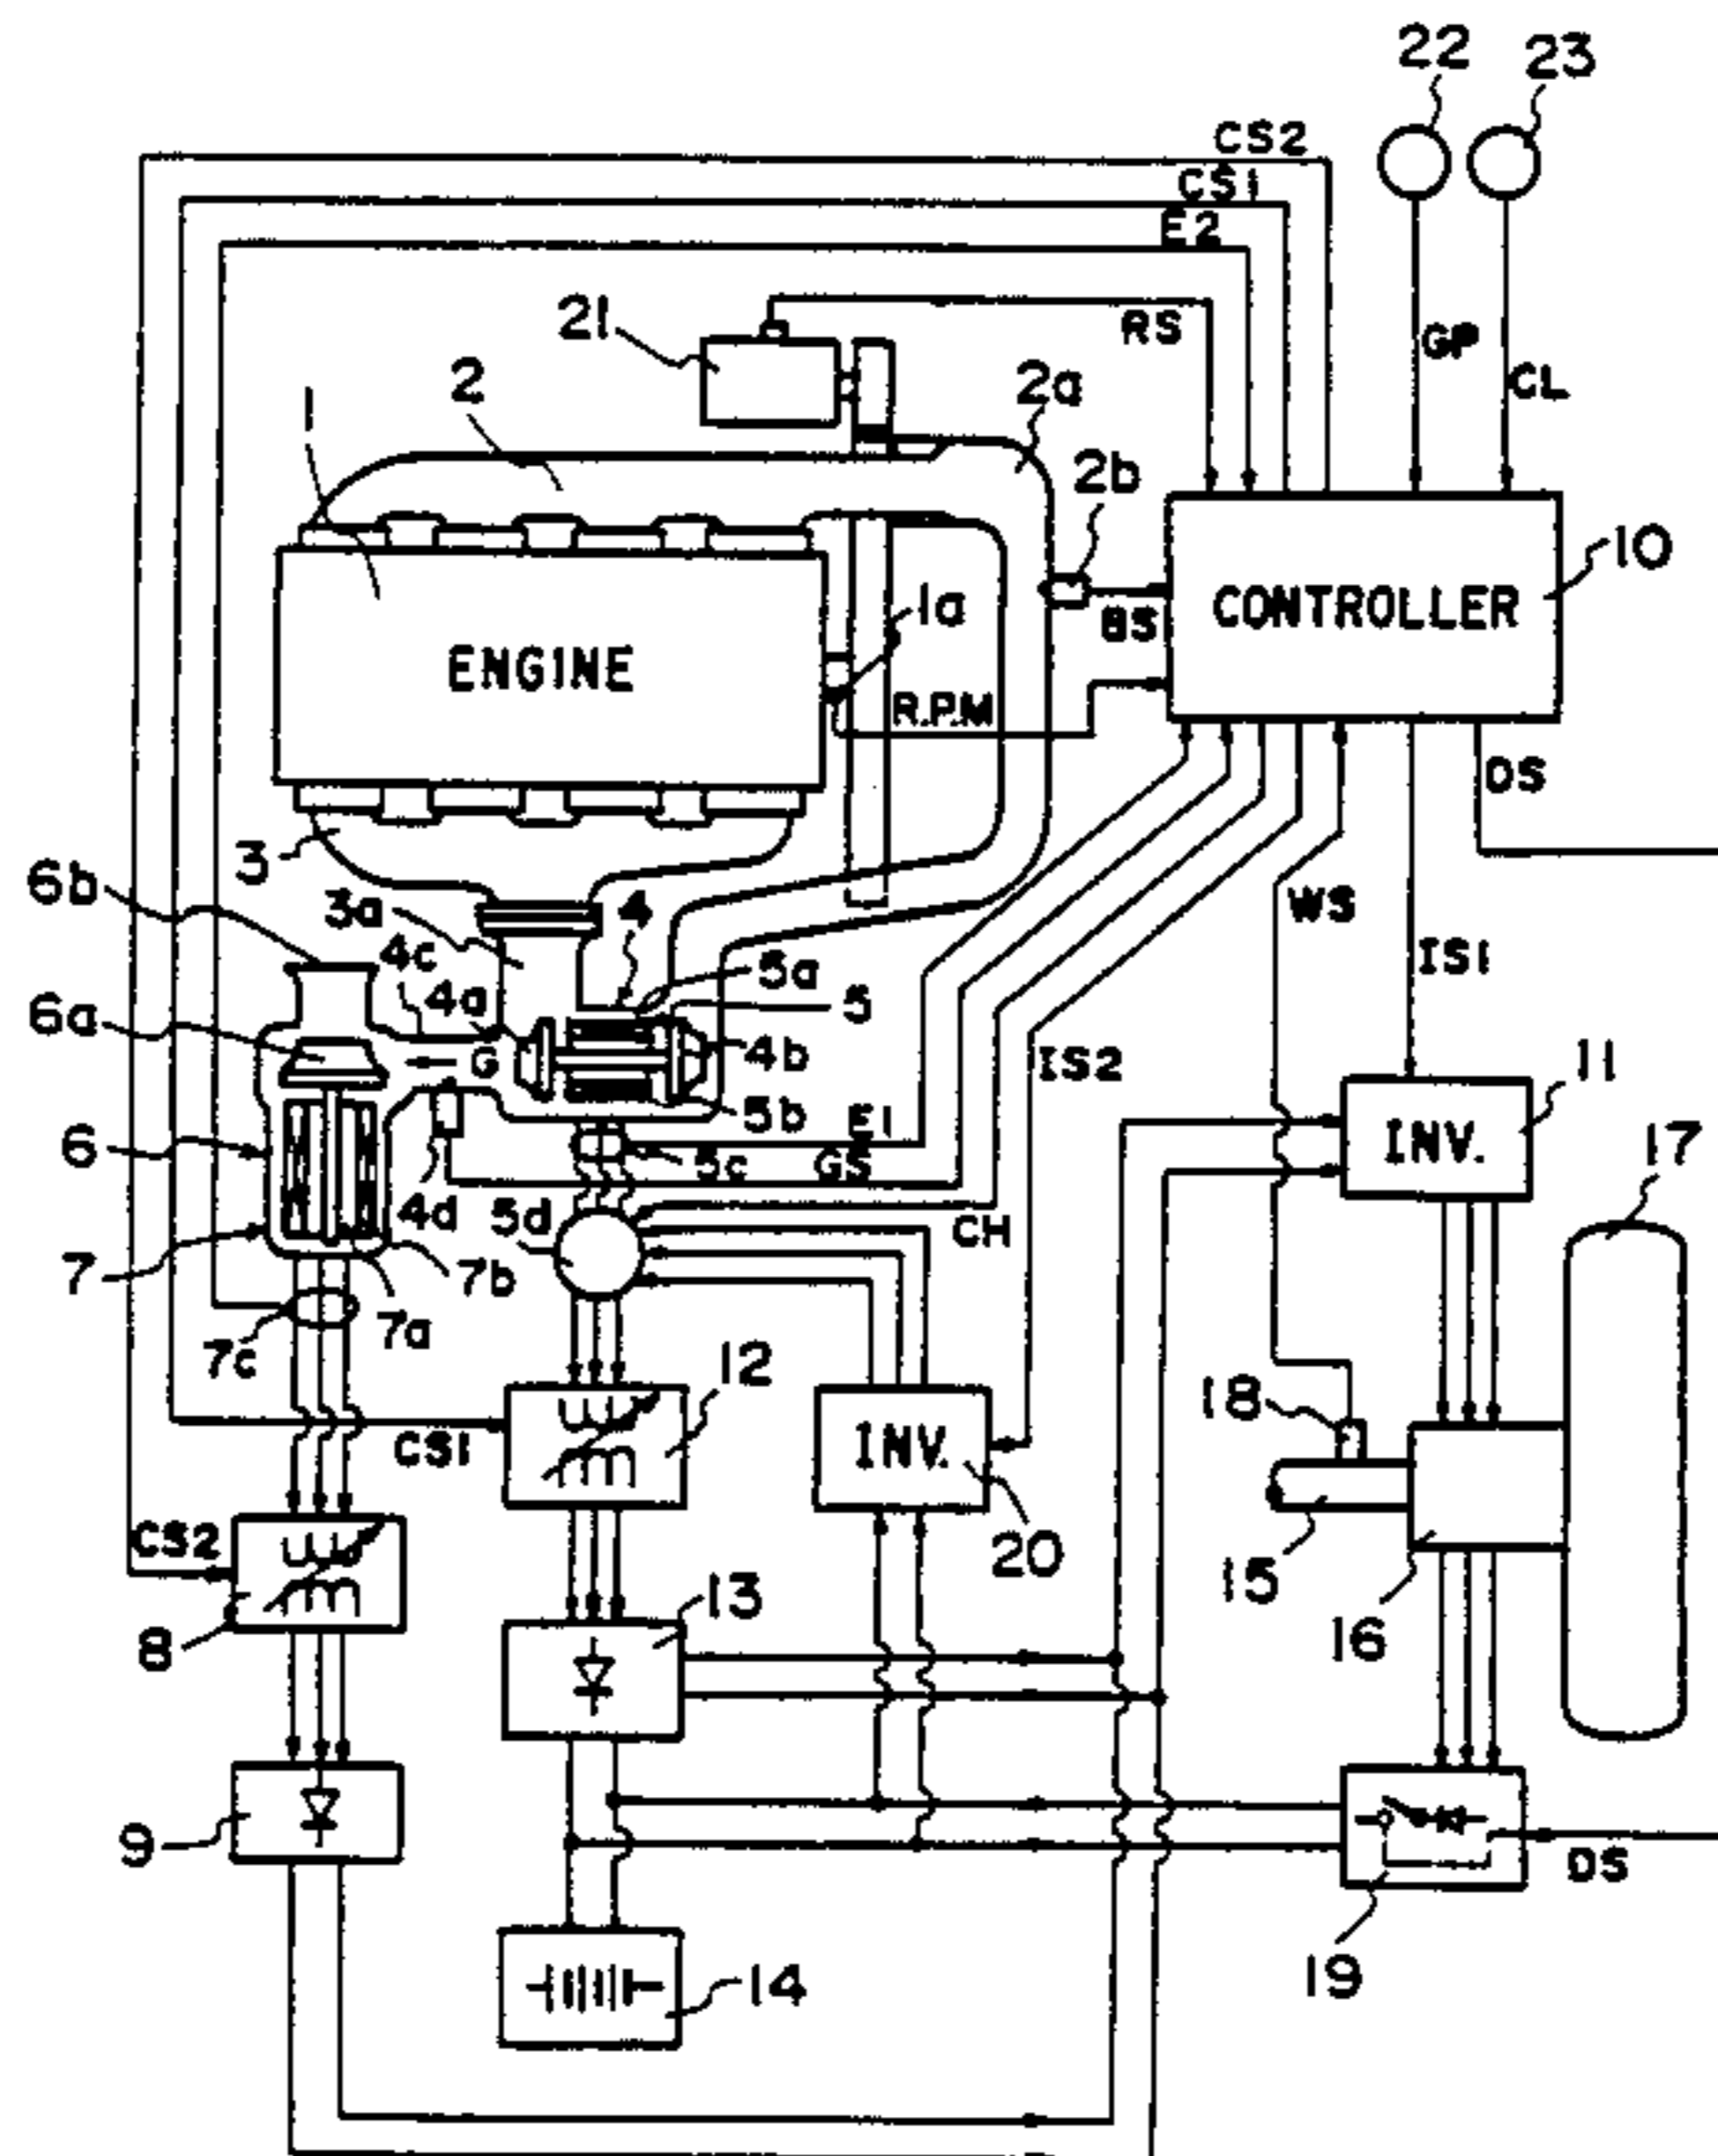 22
23
CS2
CS1
E2
21
RS
GP
CL
1
2
2a
2b
10
CONTROLLER
1a
BS
ENGINE
R.P.M
DS
3
6b
3a
4
WS
4c
5a
IS1
4a
5
6a
G
4b
IS2
11
5b
E1
INV.
17
6
5c
GS
4d
5d
CH
7
7b
7a
7c
12
18
CS1
INV.
CS2
20
15
13
16
8
9
DS
19
14